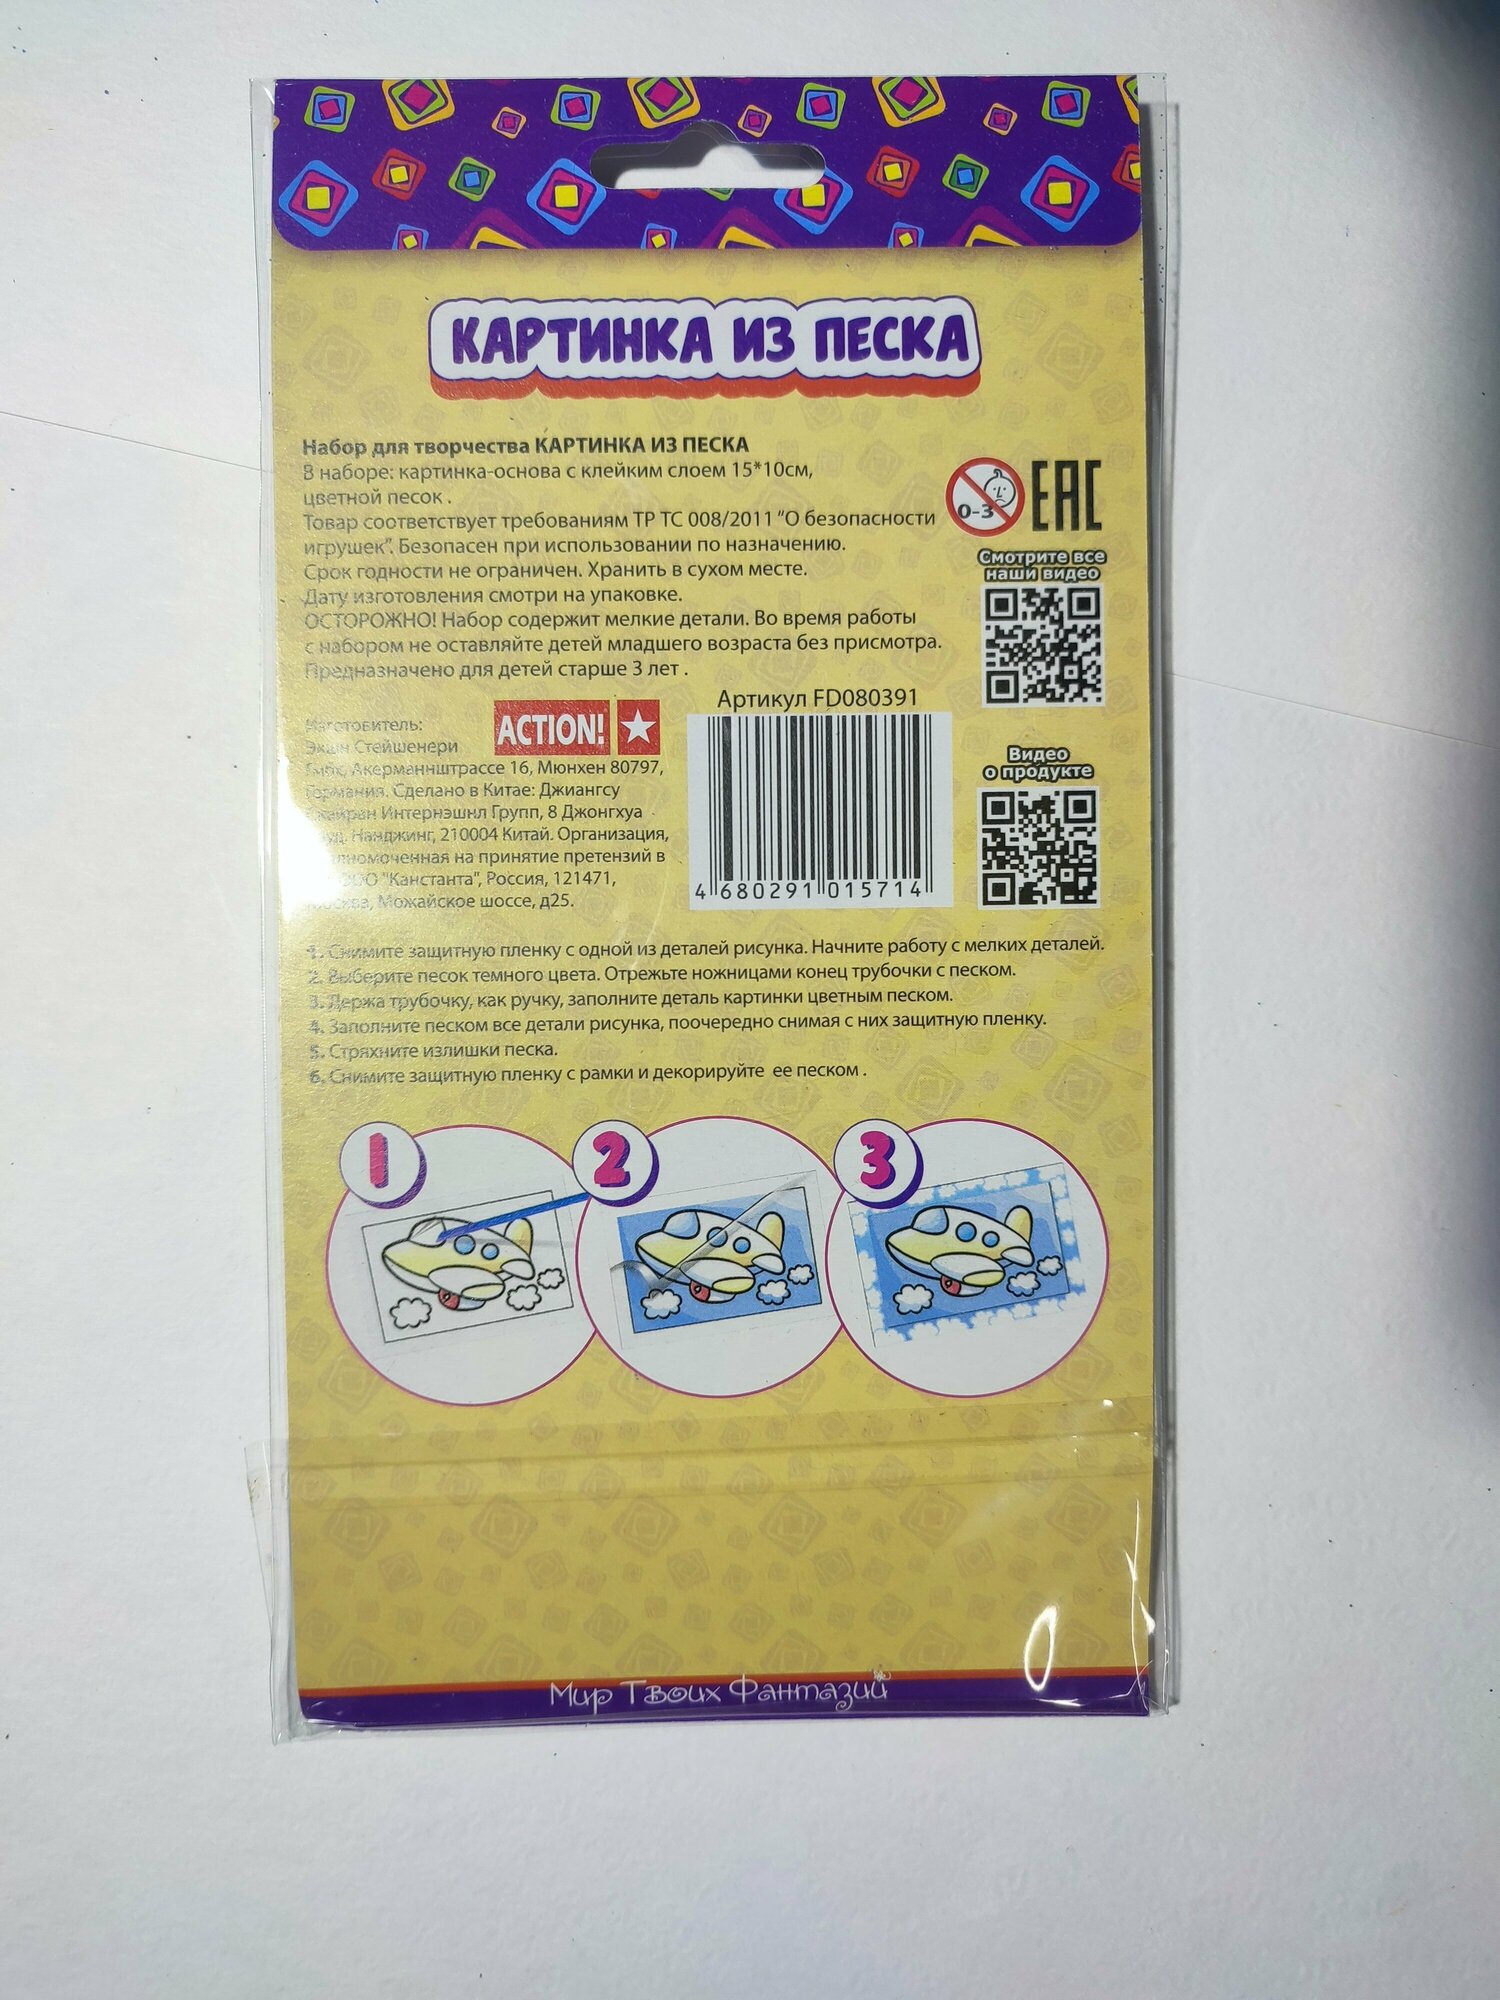 КАРТИНКА ИЗ ПЕСКА
Набор для творчества КАРТИНКА ИЗ ПЕСКА
В наборе: картинка-основа с клейким слоем 15*10см,
цветной песок .
Товар соответствует требованиям ТР ТС 008/2011 “О безопасности
игрушек”. Безопасен при использовании по назначению.
Срок годности не ограничен. Хранить в сухом месте.
Дату изготовления смотри на упаковке.
ОСТОРОЖНО! Набор содержит мелкие детали. Во время работы
с набором не оставляйте детей младшего возраста без присмотра.
Предназначено для детей старше 3 лет .
0-3
EAC
Смотрите все
наши видео
Изготовитель:
Экшн Стейшенери
Гмбх, Акерманнштрассе 16, Мюнхен 80797,
Германия. Сделано в Китае: Джиангсу
Интернэшнл Групп, 8 Джонгхуа
Нанджинг, 210004 Китай. Организация,
на принятие претензий в
ООО "Канстанта", Россия, 121471,
Москва, Можайское шоссе, д25.
ACTION!
Артикул FD080391
4 680291 015714
Видео
о продукте
1. Снимите защитную пленку с одной из деталей рисунка. Начните работу с мелких деталей.
2. Выберите песок темного цвета. Отрежьте ножницами конец трубочки с песком.
3. Держа трубочку, как ручку, заполните деталь картинки цветным песком.
4. Заполните песком все детали рисунка, поочередно снимая с них защитную пленку.
5. Стряхните излишки песка.
6. Снимите защитную пленку с рамки и декорируйте ее песком .
1
2
3
Мир Твоих Фантазий